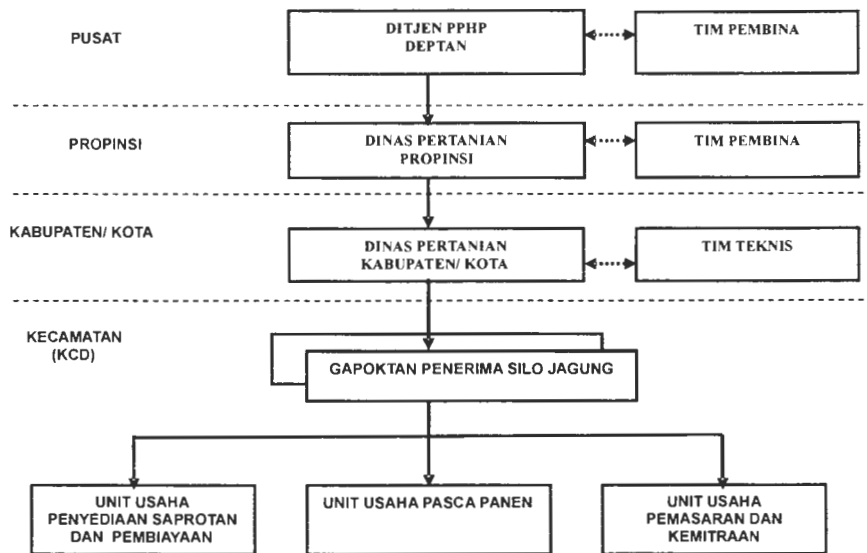 PUSAT
DITJEN PPHP
DEPTAN
TIM PEMBINA
PROPINSI
DINAS PERTANIAN
PROPINSI
TIM PEMBINA
KABUPATEN/ KOTA
DINAS PERTANIAN
KABUPATEN/ KOTA
TIM TEKNIS
KECAMATAN
(KCD)
GAPOKTAN PENERIMA SILO JAGUNG
UNIT USAHA
PENYEDIAAN SAPROTAN
DAN PEMBIAYAAN
UNIT USAHA PASCA PANEN
UNIT USAHA
PEMASARAN DAN
KEMITRAAN